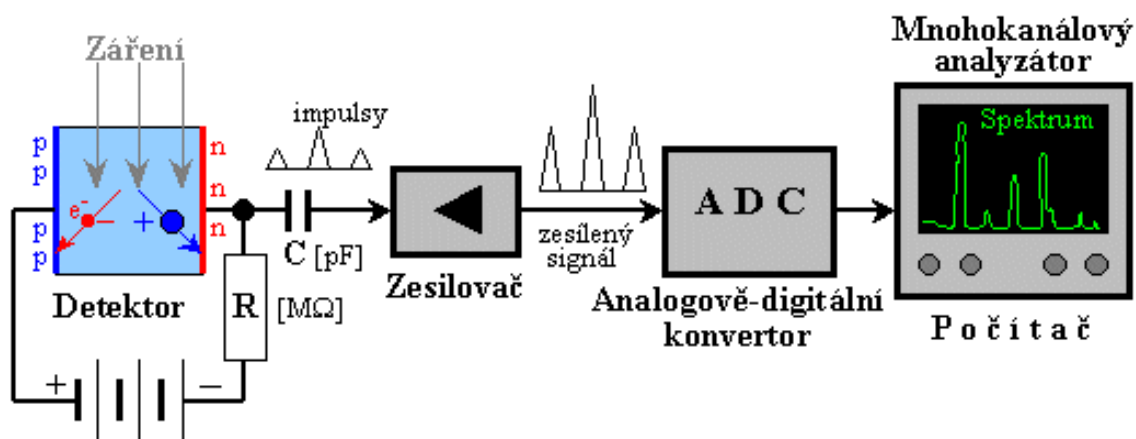 Záření
p
p
p
p
e-
−
+
n
n
n
Detektor
+
−
R
[MΩ]
impulsy
C [pF]
Zesilovač
zesílený
signál
A D C
Analogově-digitální
konvertor
Mnohokanálový
analyzátor
Spektrum
Počítač